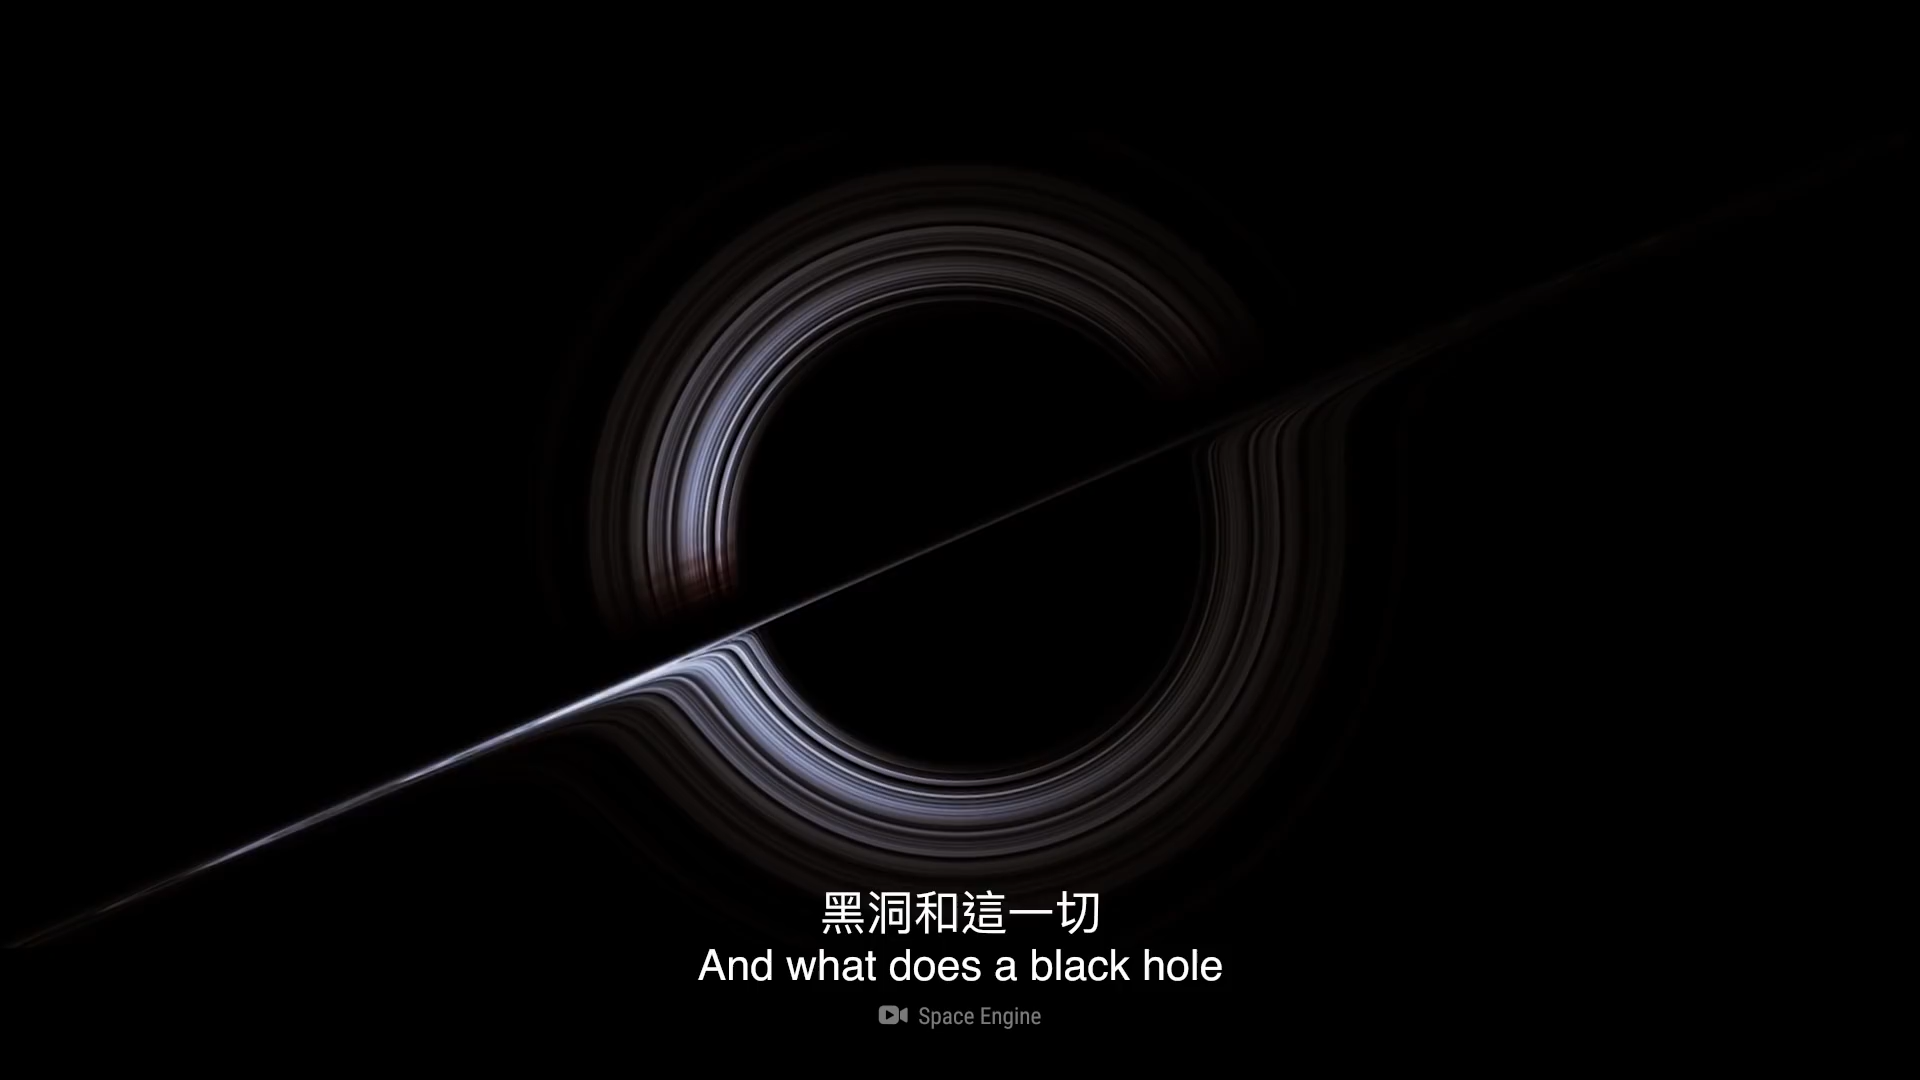 黑洞和這一切
And what does a black hole
Space Engine